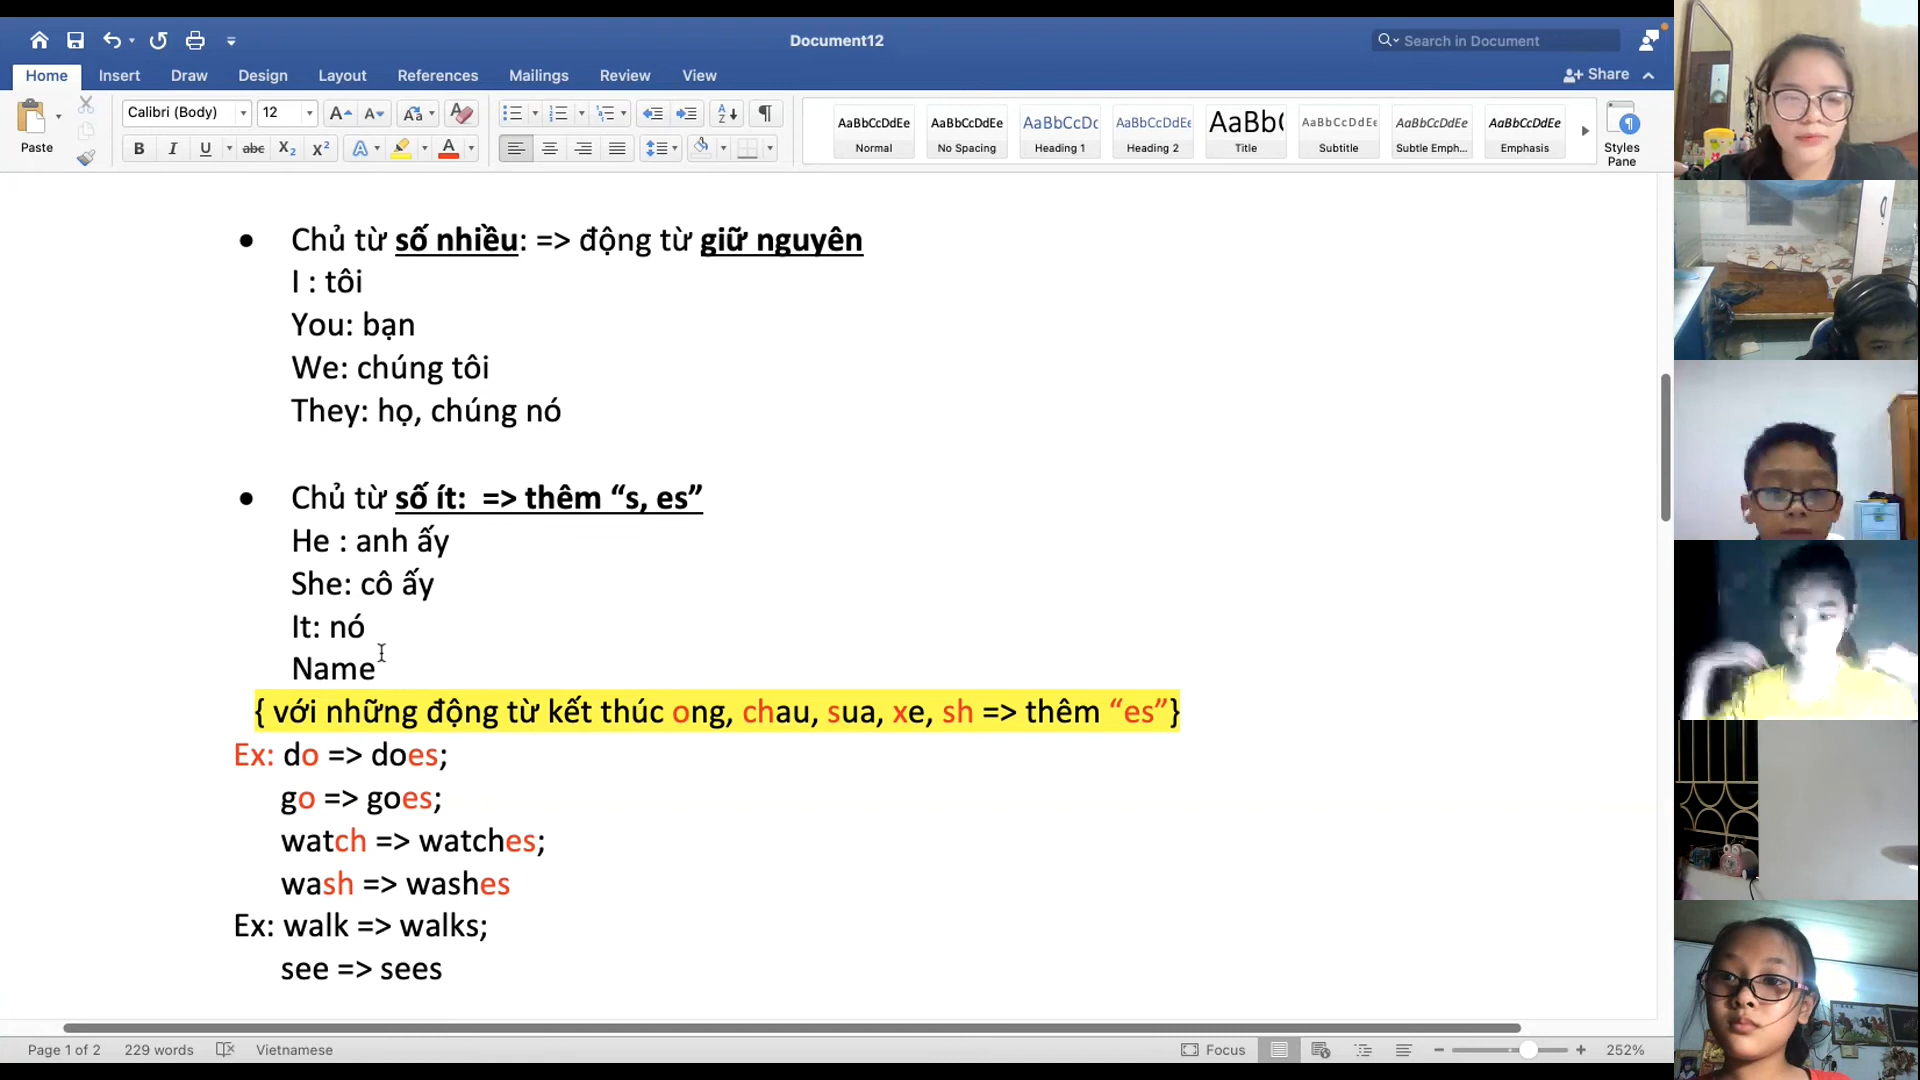 Document12
Search in Document
Home Insert Draw Design Layout References Mailings Review View
Share
Paste
Calibri (Body) 12
AaBbCcDdEe AaBbCcDdEe AaBbCcDc AaBbCcDdEe AaBb( AaBbCcDdEe AaBbCcDdEe AaBbCcDdEe
Normal No Spacing Heading 1 Heading 2 Title Subtitle Subtle Emph... Emphasis
Styles Pane
B I U abc X₂ X²
• Chủ từ số nhiều: => động từ giữ nguyên
I : tôi
You: bạn
We: chúng tôi
They: họ, chúng nó
• Chủ từ số ít: => thêm “s, es”
He : anh ấy
She: cô ấy
It: nó
Name
{ với những động từ kết thúc ong, chau, sua, xe, sh => thêm “es”}
Ex: do => does;
go => goes;
watch => watches;
wash => washes
Ex: walk => walks;
see => sees
Page 1 of 2 229 words Vietnamese
Focus
252%